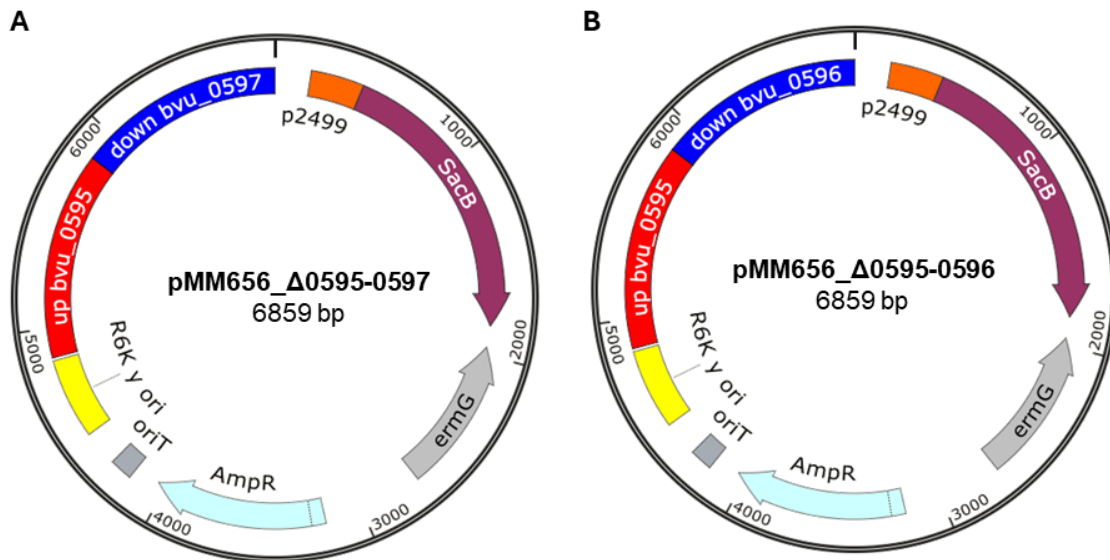 A
down bvu_0597
p2499
1000
SacB
6000
up bvu_0595
pMM656_Δ0595-0597
6859 bp
5000
R6K y ori
2000
oriT
ermG
AmpR
4000
3000
B
down bvu_0596
p2499
1000
SacB
6000
up bvu_0595
pMM656_Δ0595-0596
6859 bp
5000
R6K y ori
2000
oriT
ermG
AmpR
4000
3000